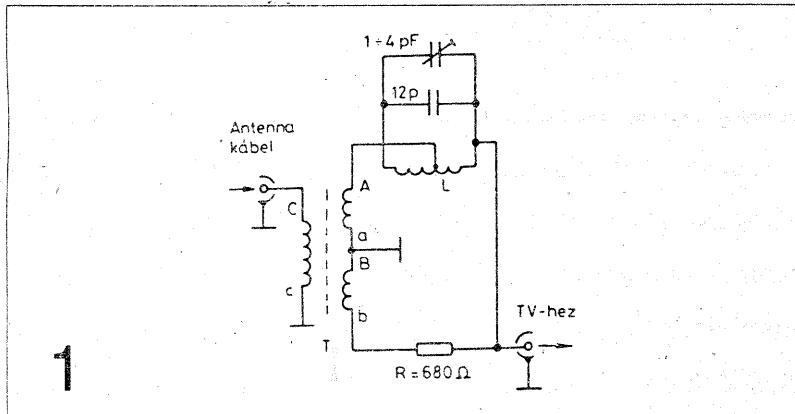 1÷4 pF
12p
Antenna
kábel
A
L
C
a
B
c
b
TV-hez
T
R = 680 Ω
1